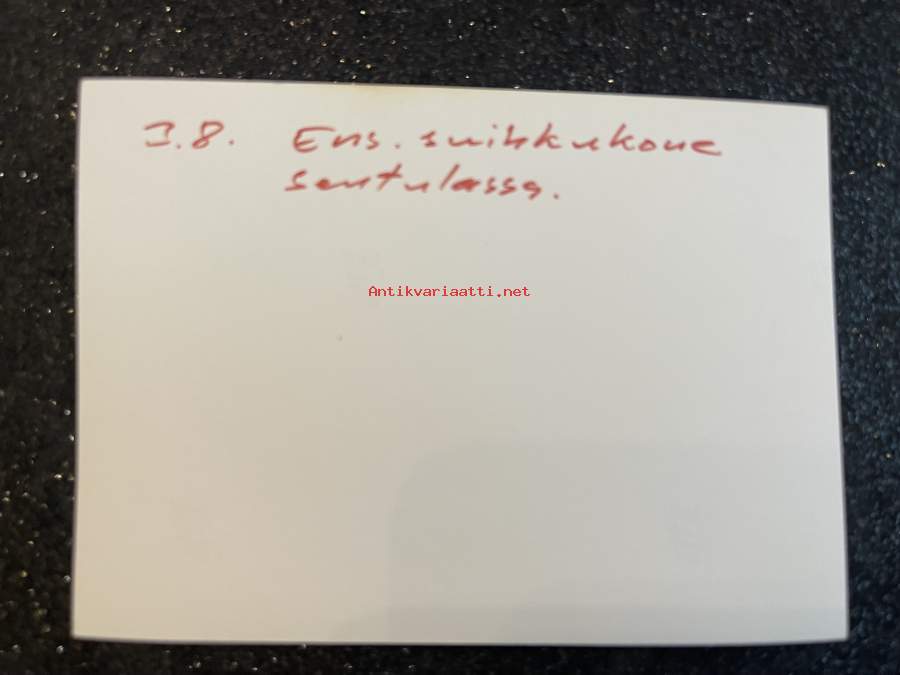 3.8. Ens. suihkukone
Seutulassa.
Antikvariaatti.net